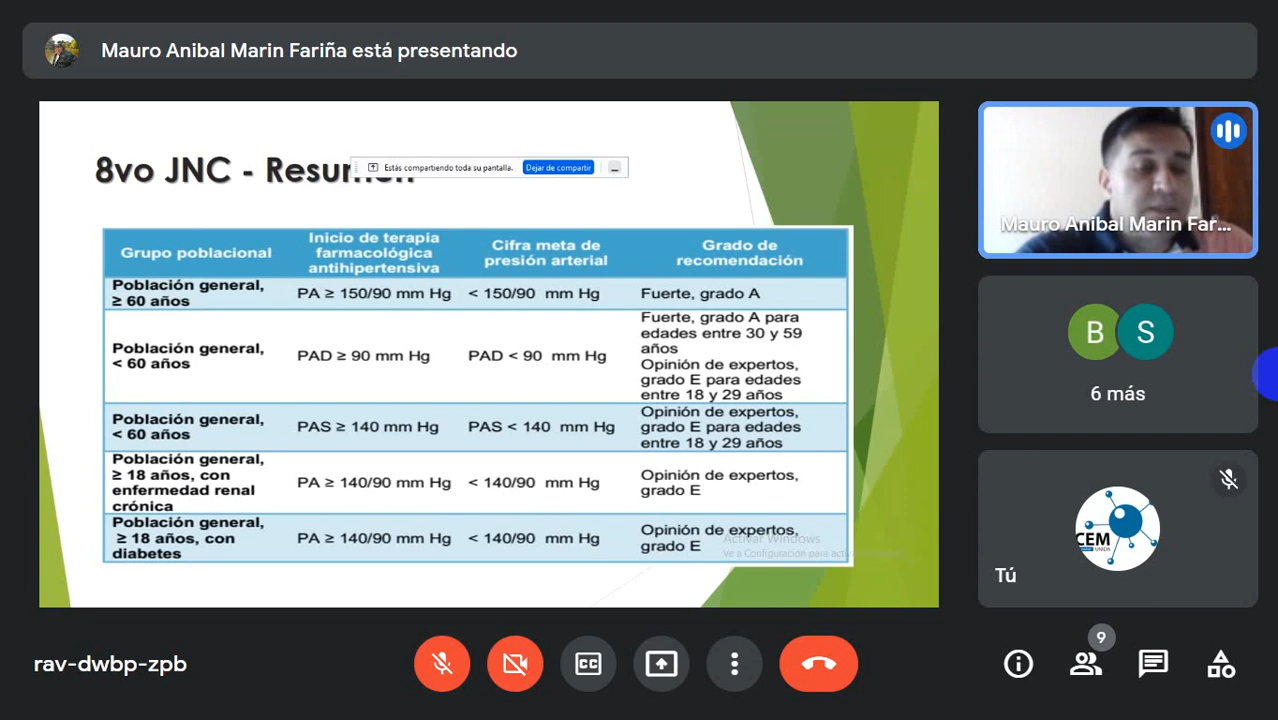 Mauro Anibal Marin Fariña está presentando
8vo JNC - Resumen
Estás compartiendo toda su pantalla.
Dejar de compartir
Grupo poblacional
Inicio de terapia
farmacológica
antihipertensiva
Cifra meta de
presión arterial
Grado de
recomendación
Población general,
≥ 60 años
PA ≥ 150/90 mm Hg
< 150/90 mm Hg
Fuerte, grado A
Población general,
< 60 años
PAD ≥ 90 mm Hg
PAD < 90 mm Hg
Fuerte, grado A para
edades entre 30 y 59
años
Opinión de expertos,
grado E para edades
entre 18 y 29 años
Población general,
< 60 años
PAS ≥ 140 mm Hg
PAS < 140 mm Hg
Opinión de expertos,
grado E para edades
entre 18 y 29 años
Población general,
≥ 18 años, con
enfermedad renal
crónica
PA ≥ 140/90 mm Hg
< 140/90 mm Hg
Opinión de expertos,
grado E
Población general,
≥ 18 años, con
diabetes
PA ≥ 140/90 mm Hg
< 140/90 mm Hg
Opinión de expertos,
grado E
Activar Windows
Ve a Configuración para
Mauro Anibal Marin Far...
B
S
6 más
CEM
UNIÓN
Tú
rav-dwbp-zpb
CC
9